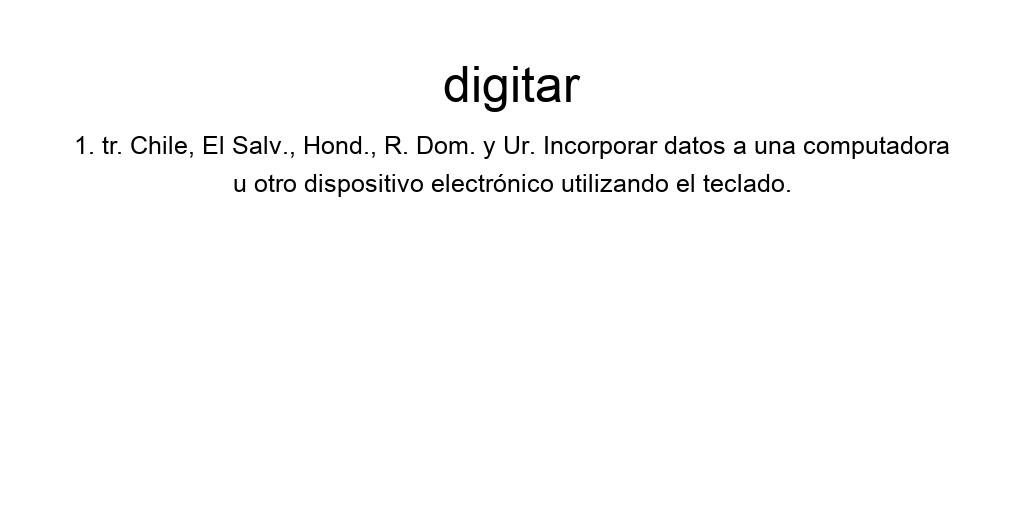 digitar
1. tr. Chile, El Salv., Hond., R. Dom. y Ur. Incorporar datos a una computadora
u otro dispositivo electrónico utilizando el teclado.